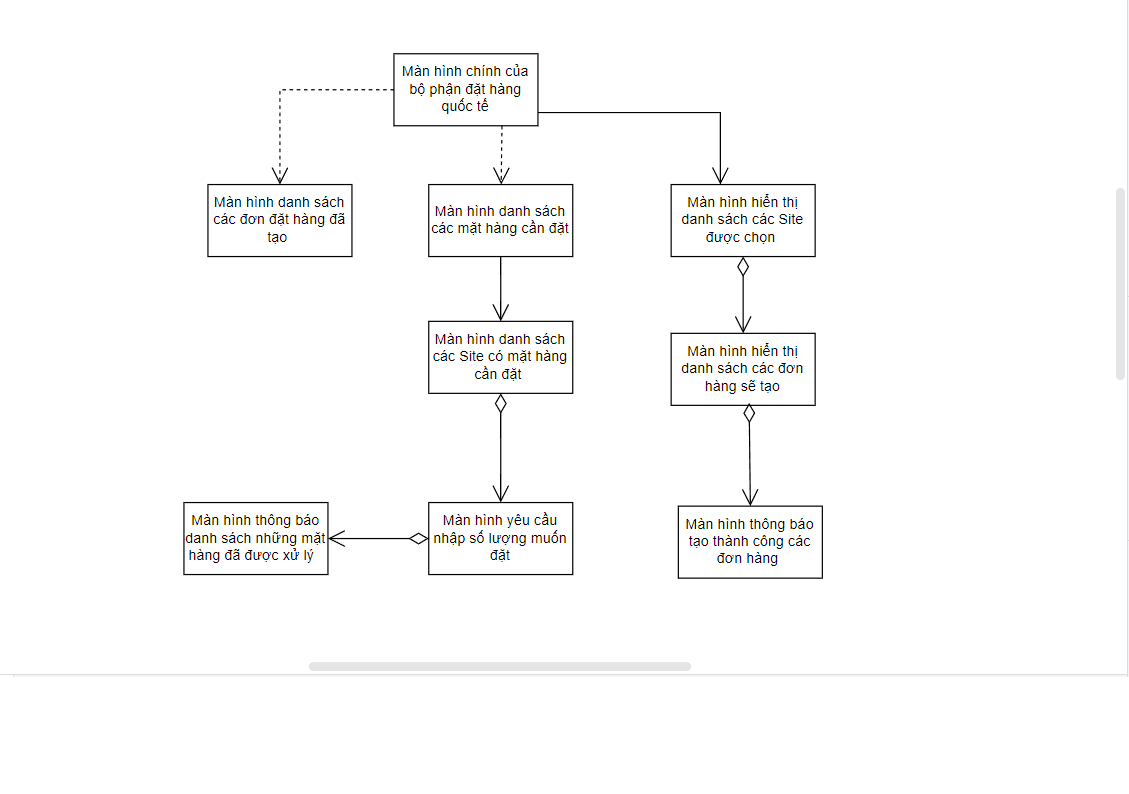 Màn hình chính của
bộ phận đặt hàng
quốc tế
Màn hình danh sách
các đơn đặt hàng đã
tạo
Màn hình danh sách
các mặt hàng cần đặt
Màn hình hiển thị
danh sách các Site
được chọn
Màn hình danh sách
các Site có mặt hàng
cần đặt
Màn hình hiển thị
danh sách các đơn
hàng sẽ tạo
Màn hình thông báo
danh sách những mặt
hàng đã được xử lý
Màn hình yêu cầu
nhập số lượng muốn
đặt
Màn hình thông báo
tạo thành công các
đơn hàng